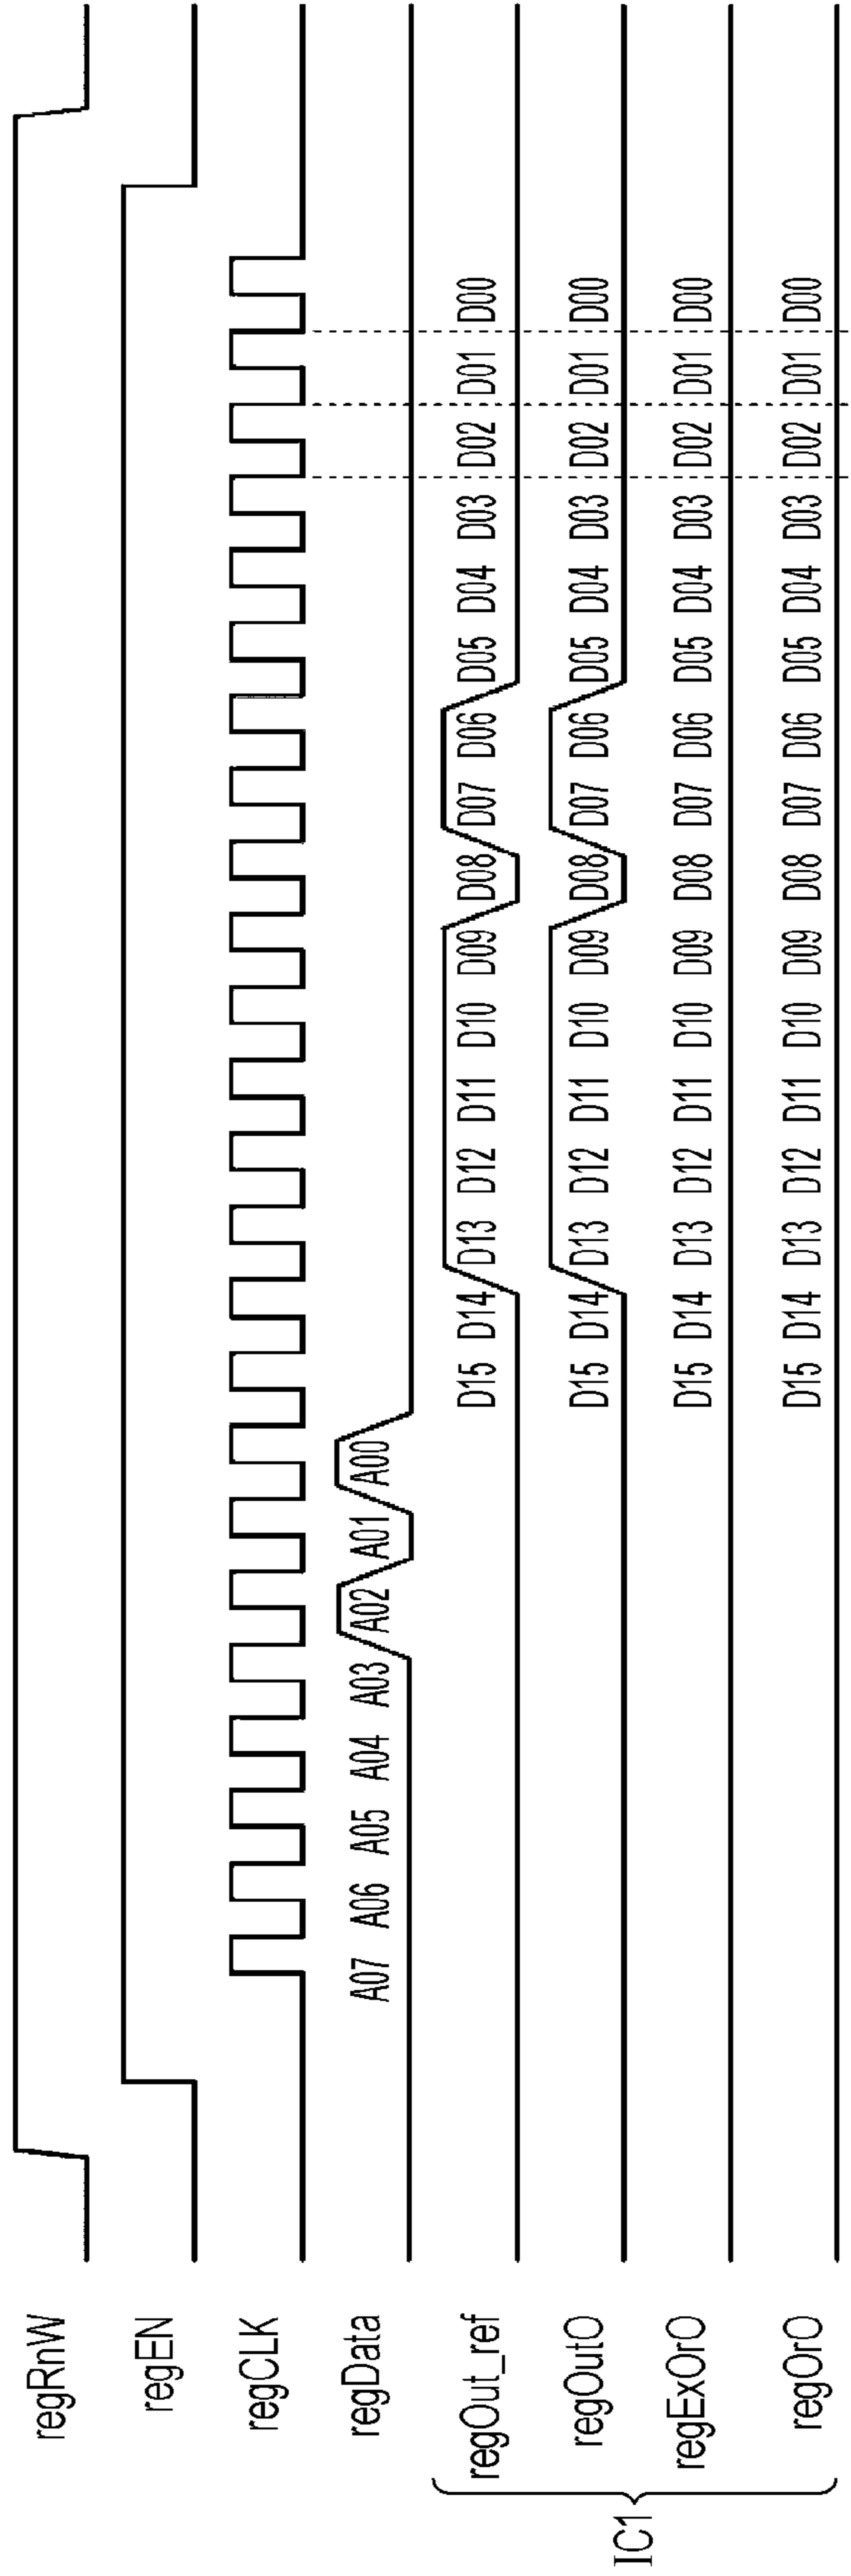 regRnW
regEN
regCLK
regData A07 A06 A05 A04 A03 A02 A01 A00
regOut_ref D15 D14 D13 D12 D11 D10 D09 D08 D07 D06 D05 D04 D03 D02 D01 D00
regOutO D15 D14 D13 D12 D11 D10 D09 D08 D07 D06 D05 D04 D03 D02 D01 D00
regExOrO D15 D14 D13 D12 D11 D10 D09 D08 D07 D06 D05 D04 D03 D02 D01 D00
regOrO D15 D14 D13 D12 D11 D10 D09 D08 D07 D06 D05 D04 D03 D02 D01 D00
IC1